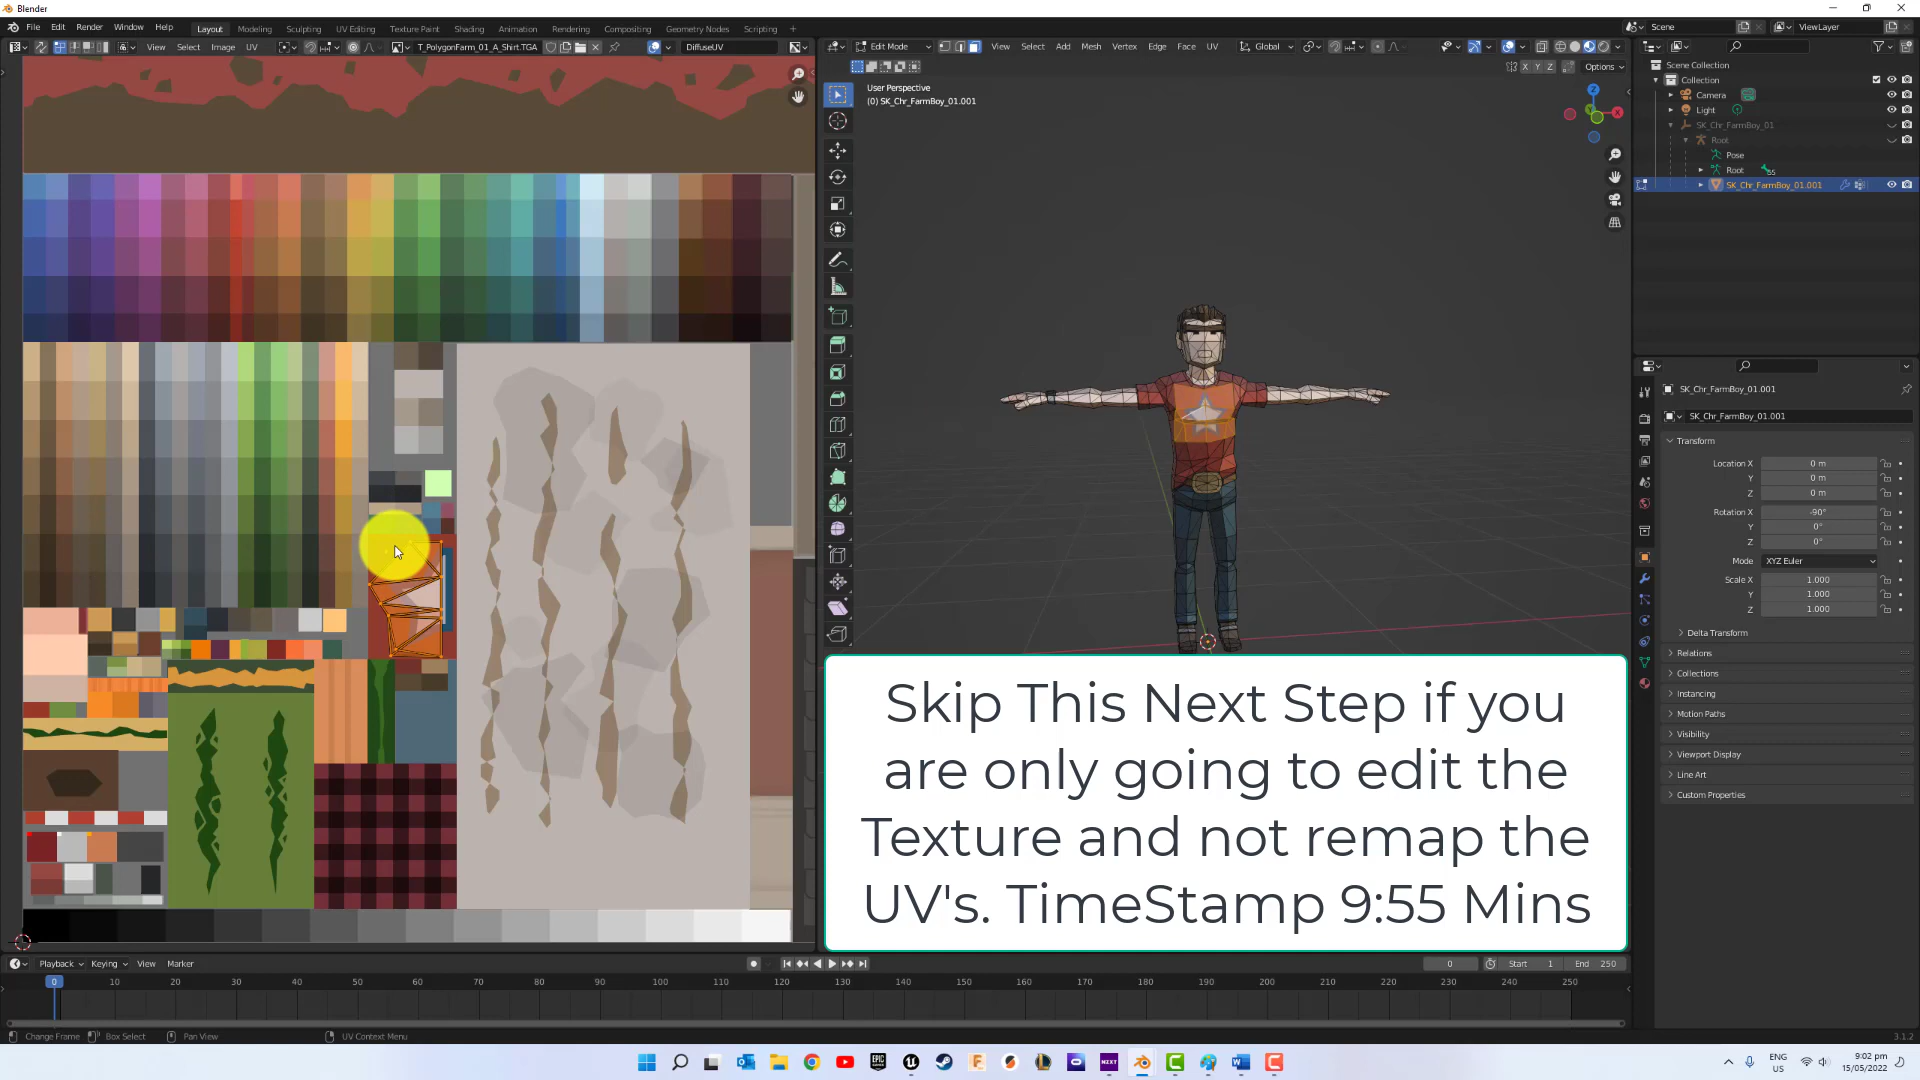 Blender
File Edit Render Window Help Layout Modeling Sculpting UV Editing Texture Paint Shading Animation Rendering Compositing Geometry Nodes Scripting + Scene ViewLayer
View Select Image UV T_PolygonFarm_01_A_Shirt.TGA DiffuseUV
Edit Mode View Select Add Mesh Vertex Edge Face UV Global
X Y Z Options
User Perspective
(0) SK_Chr_FarmBoy_01.001
Scene Collection
Collection
Camera
Light
SK_Chr_FarmBoy_01
Root
Pose
Root
SK_Chr_FarmBoy_01.001
SK_Chr_FarmBoy_01.001
SK_Chr_FarmBoy_01.001
Transform
Location X 0 m
Y 0 m
Z 0 m
Rotation X -90°
Y 0°
Z 0°
Mode XYZ Euler
Scale X 1.000
Y 1.000
Z 1.000
Delta Transform
Relations
Collections
Instancing
Motion Paths
Visibility
Viewport Display
Line Art
Custom Properties
Skip This Next Step if you
are only going to edit the
Texture and not remap the
UV's. TimeStamp 9:55 Mins
Playback Keying View Marker 0 Start 1 End 250
0 10 20 30 40 50 60 70 80 90 100 110 120 130 140 150 160 170 180 190 200 210 220 230 240 250
Change Frame Box Select Pan View UV Context Menu 3.1.2
ENG
US
9:02 pm
15/05/2022